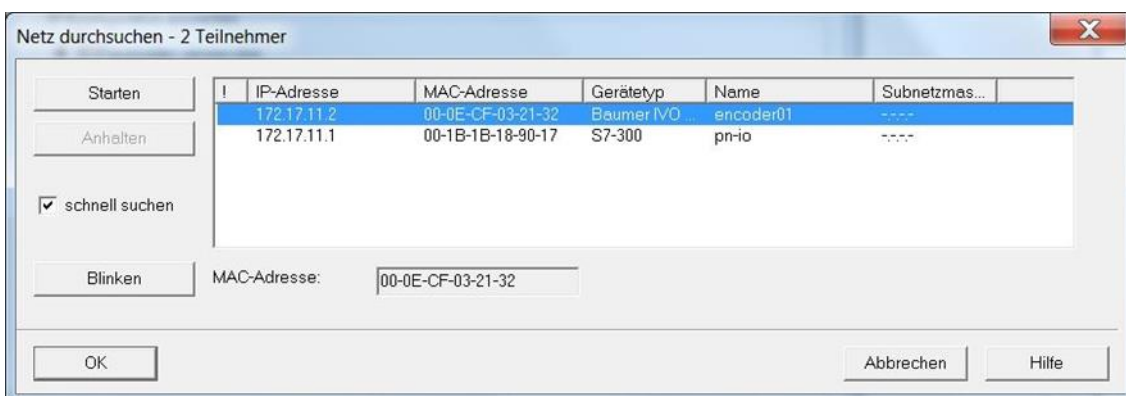 Netz durchsuchen - 2 Teilnehmer
Starten
! IP-Adresse MAC-Adresse Gerätetyp Name Subnetzmas...
172.17.11.2 00-0E-CF-03-21-32 Baumer IVO ... encoder01 -.-.-.-
Anhalten
172.17.11.1 00-1B-1B-18-90-17 S7-300 pn-io -.-.-.-
schnell suchen
Blinken MAC-Adresse: 00-0E-CF-03-21-32
OK Abbrechen Hilfe